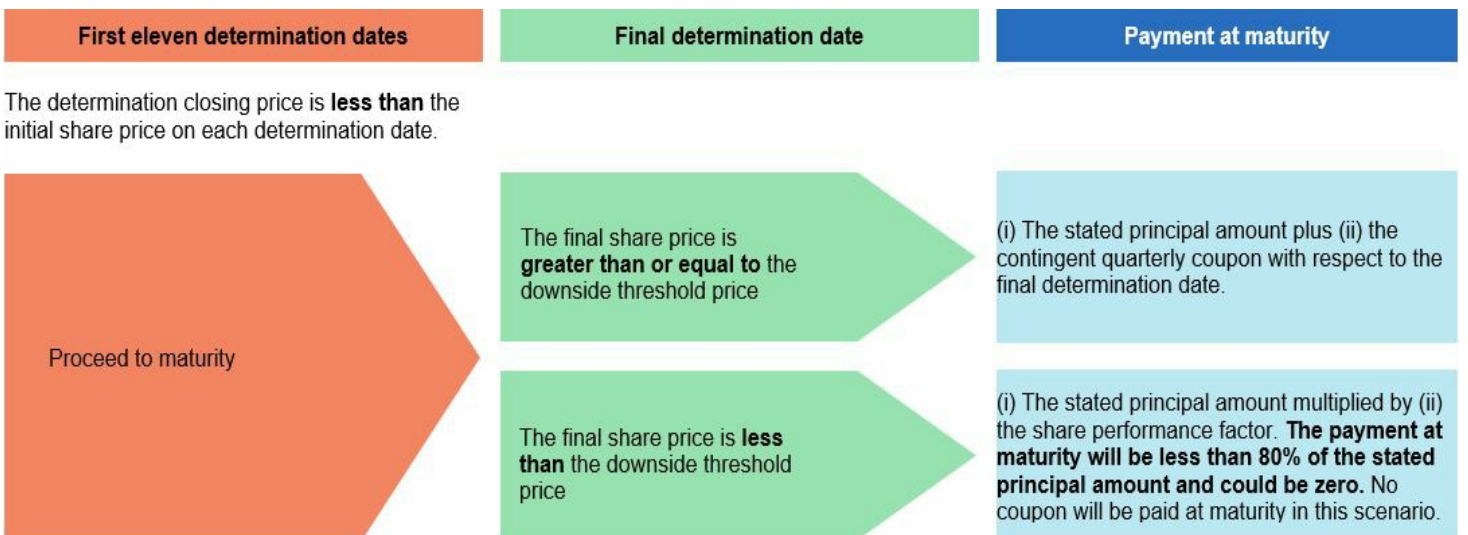 First eleven determination dates
Final determination date
Payment at maturity
The determination closing price is less than the
initial share price on each determination date.
Proceed to maturity
The final share price is
greater than or equal to the
downside threshold price
(i) The stated principal amount plus (ii) the
contingent quarterly coupon with respect to the
final determination date.
The final share price is less
than the downside threshold
price
(i) The stated principal amount multiplied by (ii)
the share performance factor. The payment at
maturity will be less than 80% of the stated
principal amount and could be zero. No
coupon will be paid at maturity in this scenario.